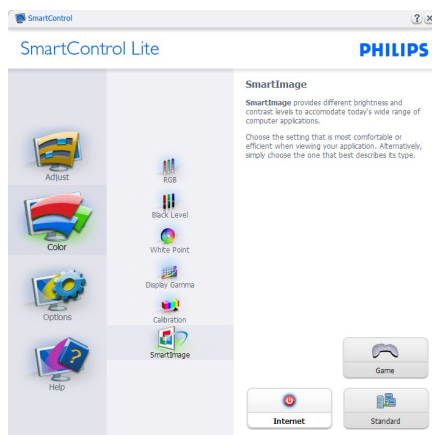 SmartControl
SmartControl Lite
PHILIPS
Adjust
Color
Options
Help
RGB
Black Level
White Point
Display Gamma
Calibration
SmartImage
SmartImage
SmartImage provides different brightness and
contrast levels to accomodate today's wide range of
computer applications.
Choose the setting that is most comfortable or
efficient when viewing your application. Alternatively,
simply choose the one that best describes its type.
Game
Internet
Standard